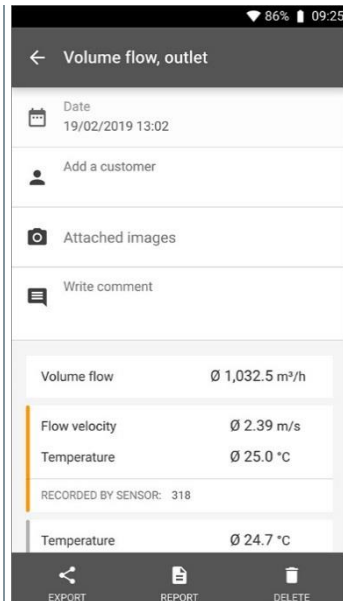 86% 09:25
Volume flow, outlet
Date
19/02/2019 13:02
Add a customer
Attached images
Write comment
Volume flow Ø 1,032.5 m³/h
Flow velocity Ø 2.39 m/s
Temperature Ø 25.0 °C
RECORDED BY SENSOR: 318
Temperature Ø 24.7 °C
EXPORT REPORT DELETE